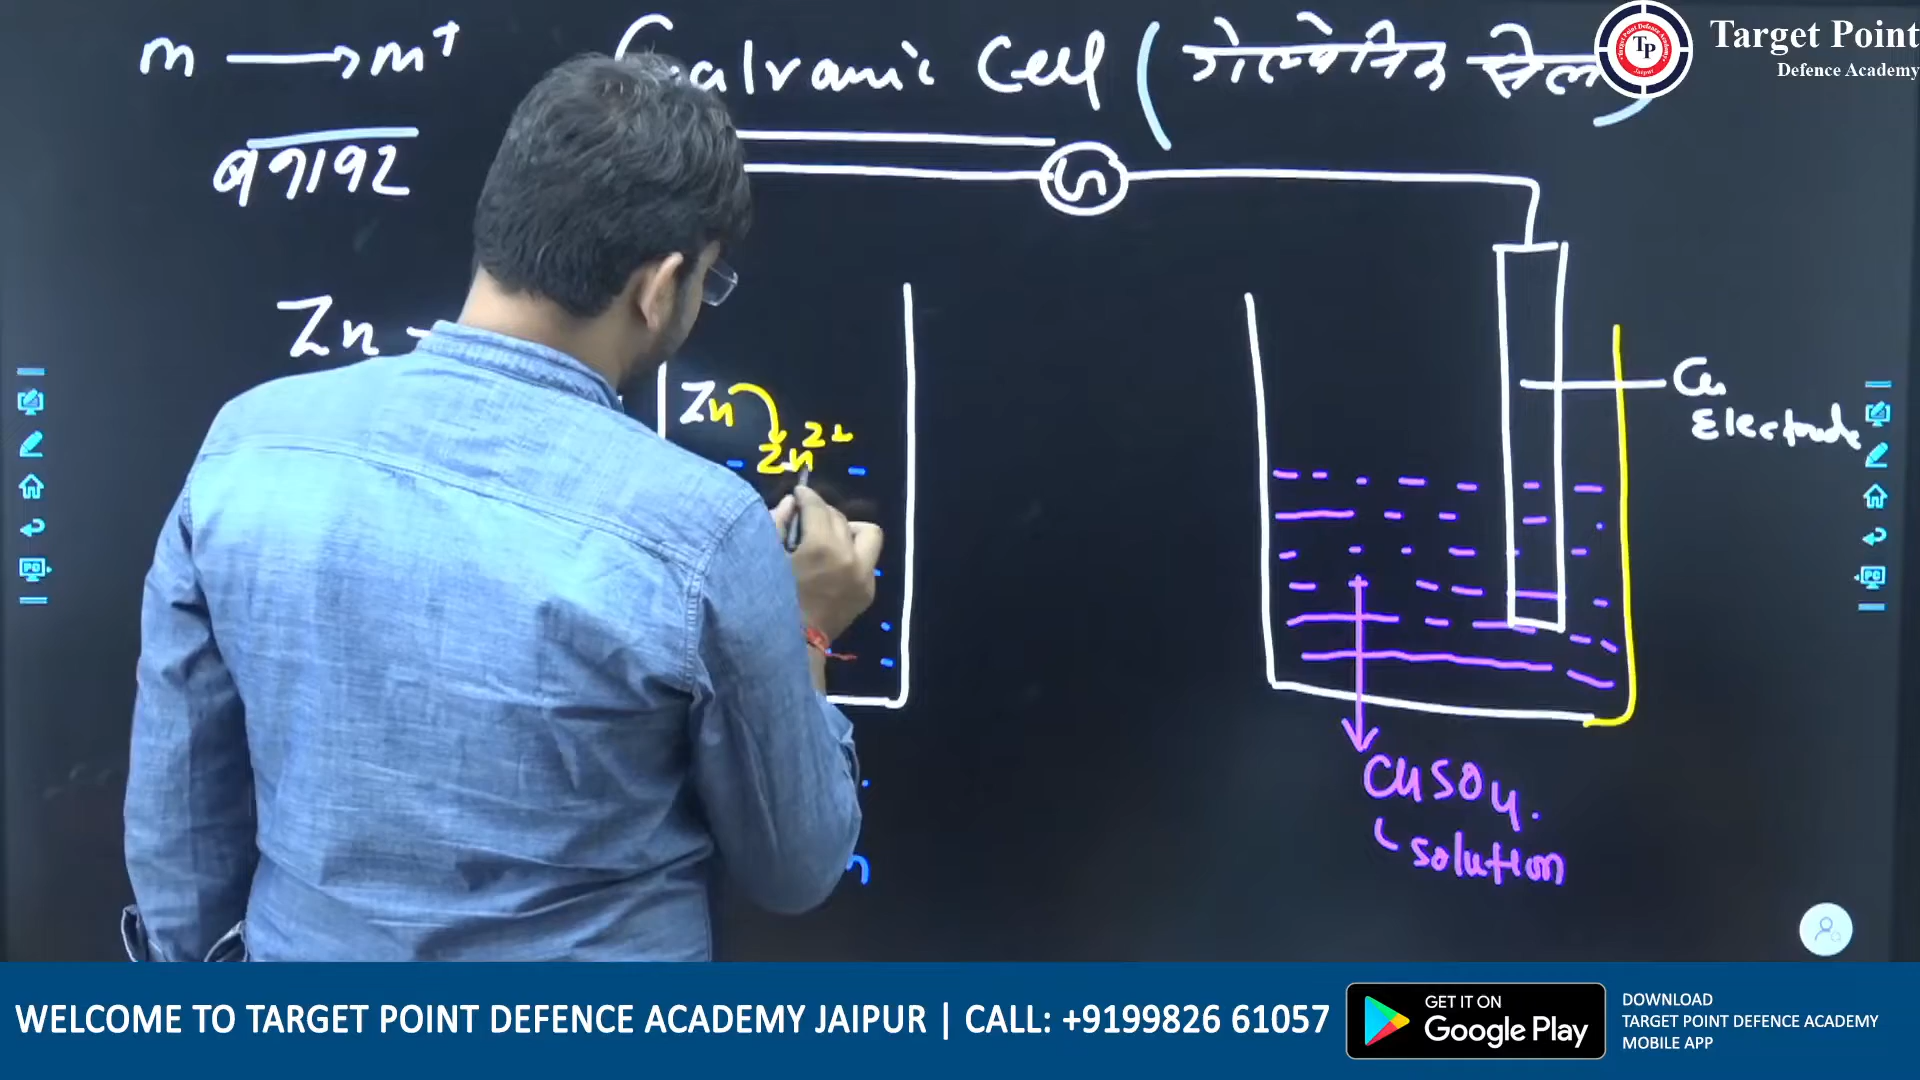 m → m⁺
Galvanic Cell (गेल्वेनिक सेल)
Target Point
Defence Academy
TP
Zn
Zn
Zn²⁺
Cu
Electrode
CuSO₄.
solution
WELCOME TO TARGET POINT DEFENCE ACADEMY JAIPUR | CALL: +9199826 61057
GET IT ON
Google Play
DOWNLOAD
TARGET POINT DEFENCE ACADEMY
MOBILE APP